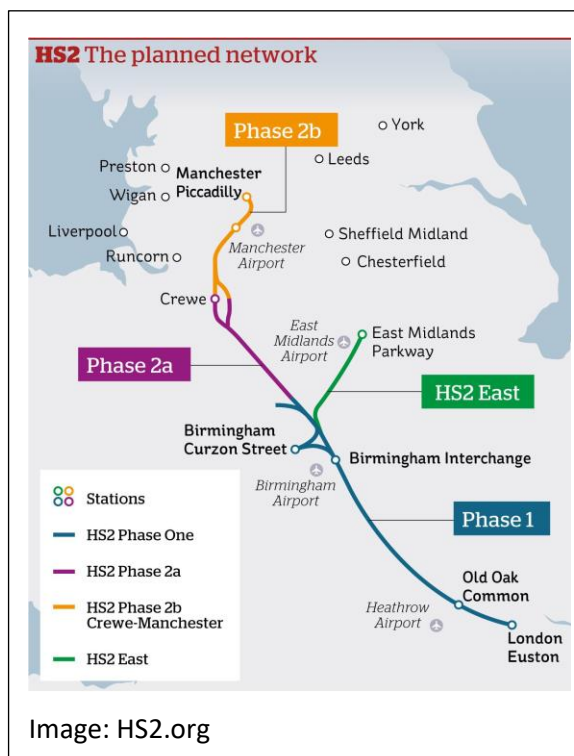 HS2 The planned network
Phase 2b
York
Leeds
Preston
Manchester
Piccadilly
Wigan
Liverpool
Sheffield Midland
Manchester
Airport
Runcorn
Chesterfield
Crewe
East
Midlands
Airport
East Midlands
Parkway
Phase 2a
HS2 East
Birmingham
Curzon Street
Birmingham Interchange
Birmingham
Airport
Stations
HS2 Phase One
Phase 1
HS2 Phase 2a
HS2 Phase 2b
Crewe-Manchester
Old Oak
Common
Heathrow
Airport
London
Euston
HS2 East
Image: HS2.org